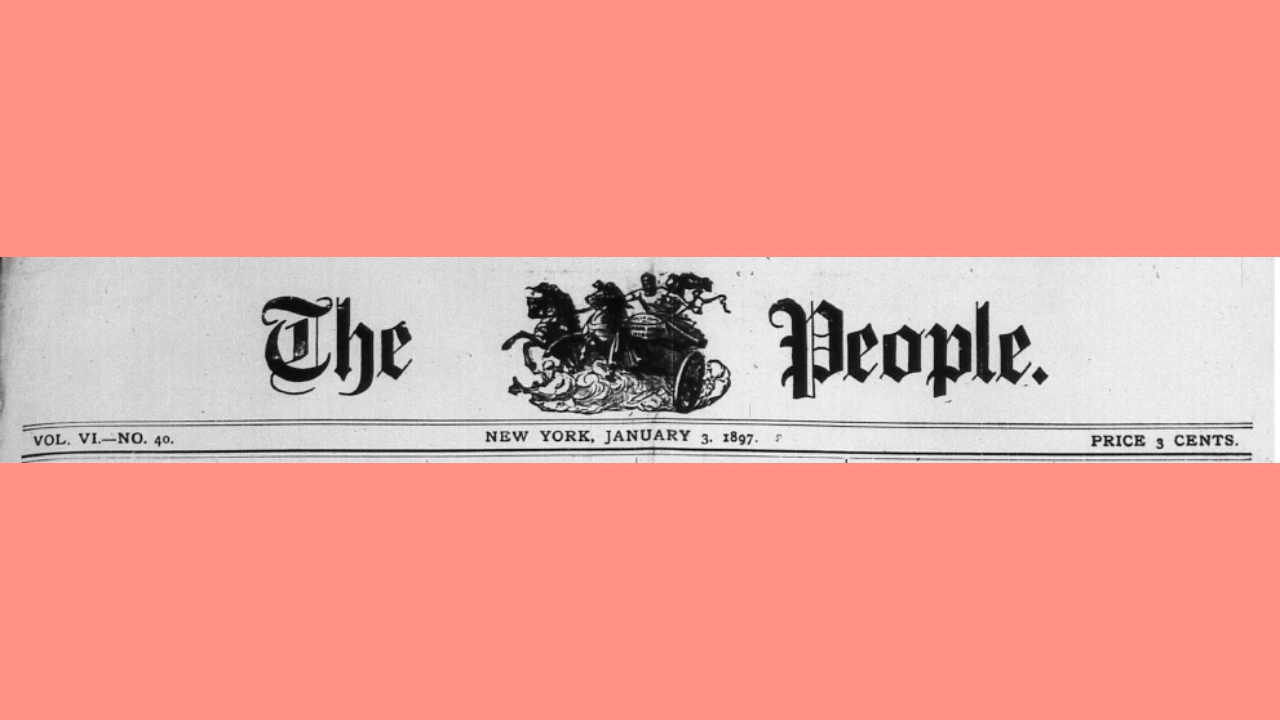 The People.
VOL. VI.—NO. 40. NEW YORK, JANUARY 3, 1897. PRICE 3 CENTS.